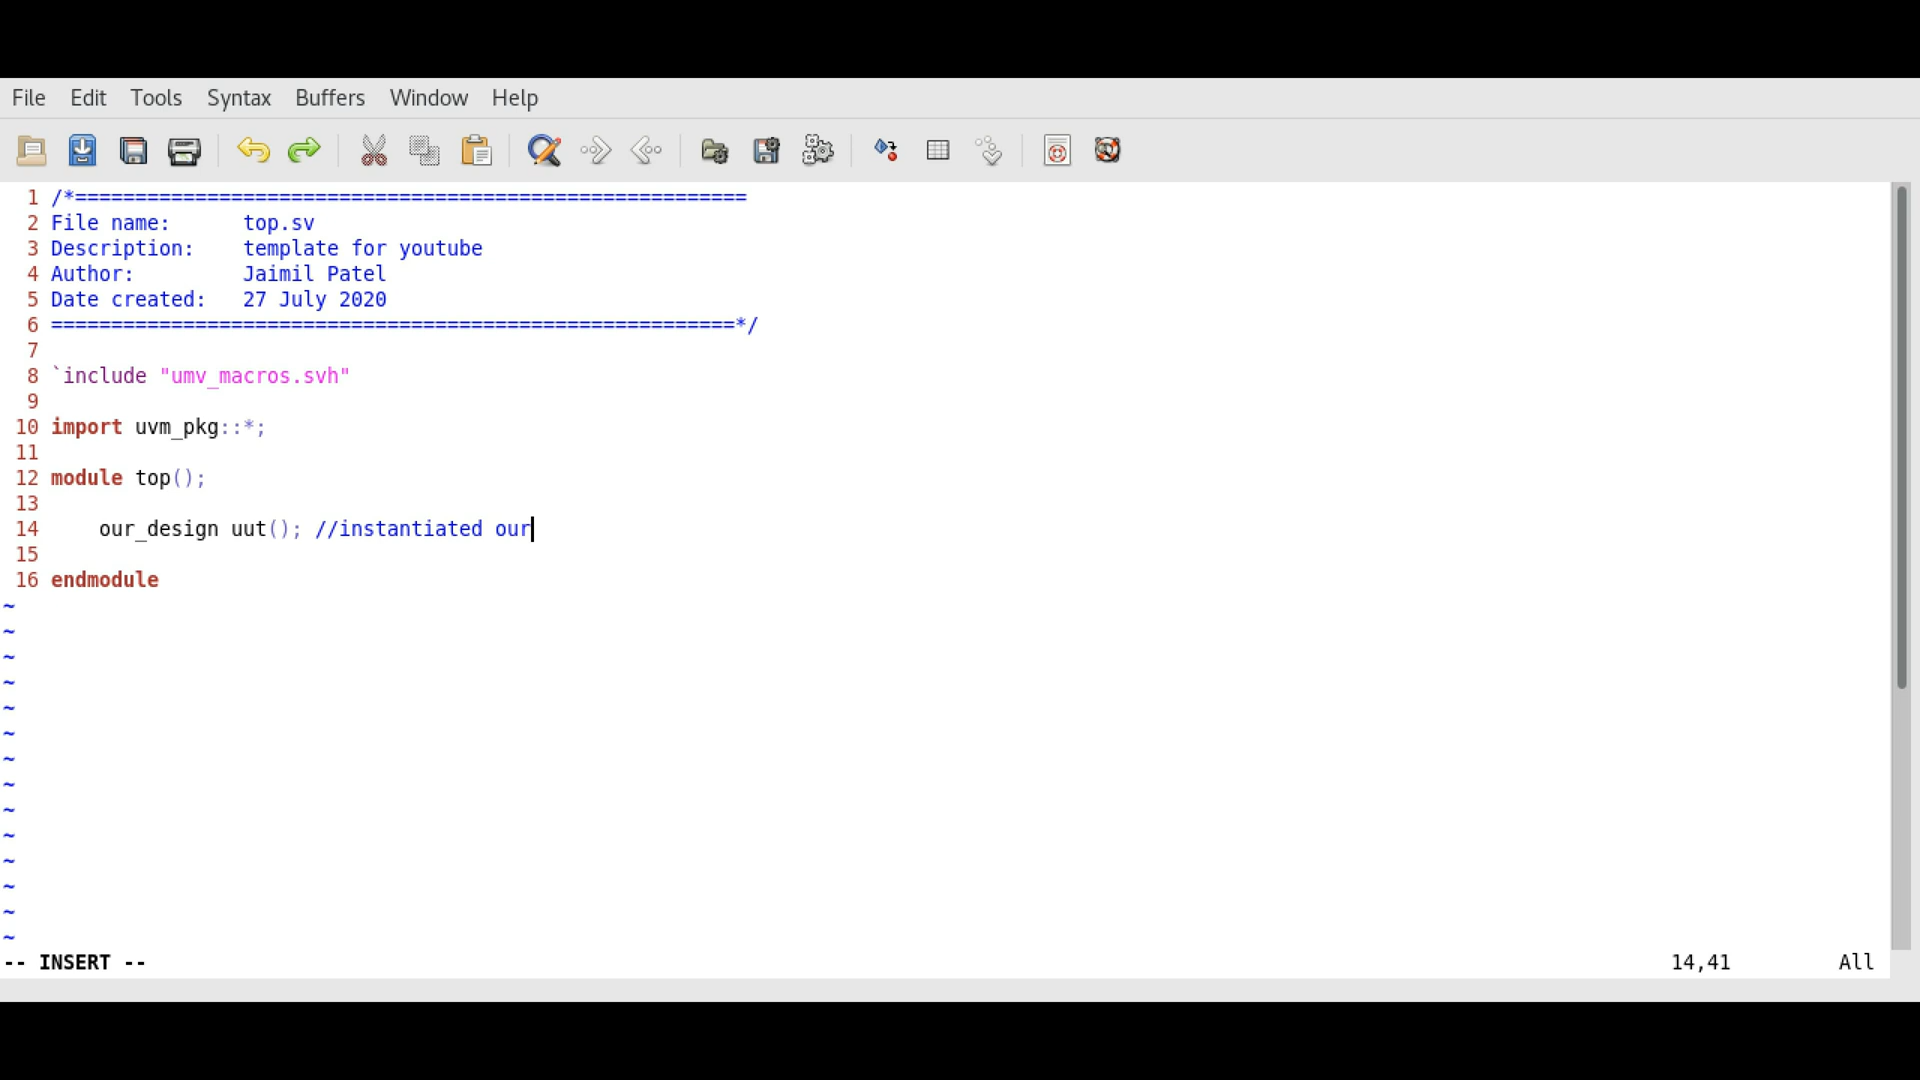 File Edit Tools Syntax Buffers Window Help
1 /*========================================================
2 File name: top.sv
3 Description: template for youtube
4 Author: Jaimil Patel
5 Date created: 27 July 2020
6 =========================================================*/
7
8 `include "umv_macros.svh"
9
10 import uvm_pkg::*;
11
12 module top();
13
14 our_design uut(); //instantiated our
15
16 endmodule
~
~
~
~
~
~
~
~
~
~
~
~
~
~
-- INSERT -- 14,41 All